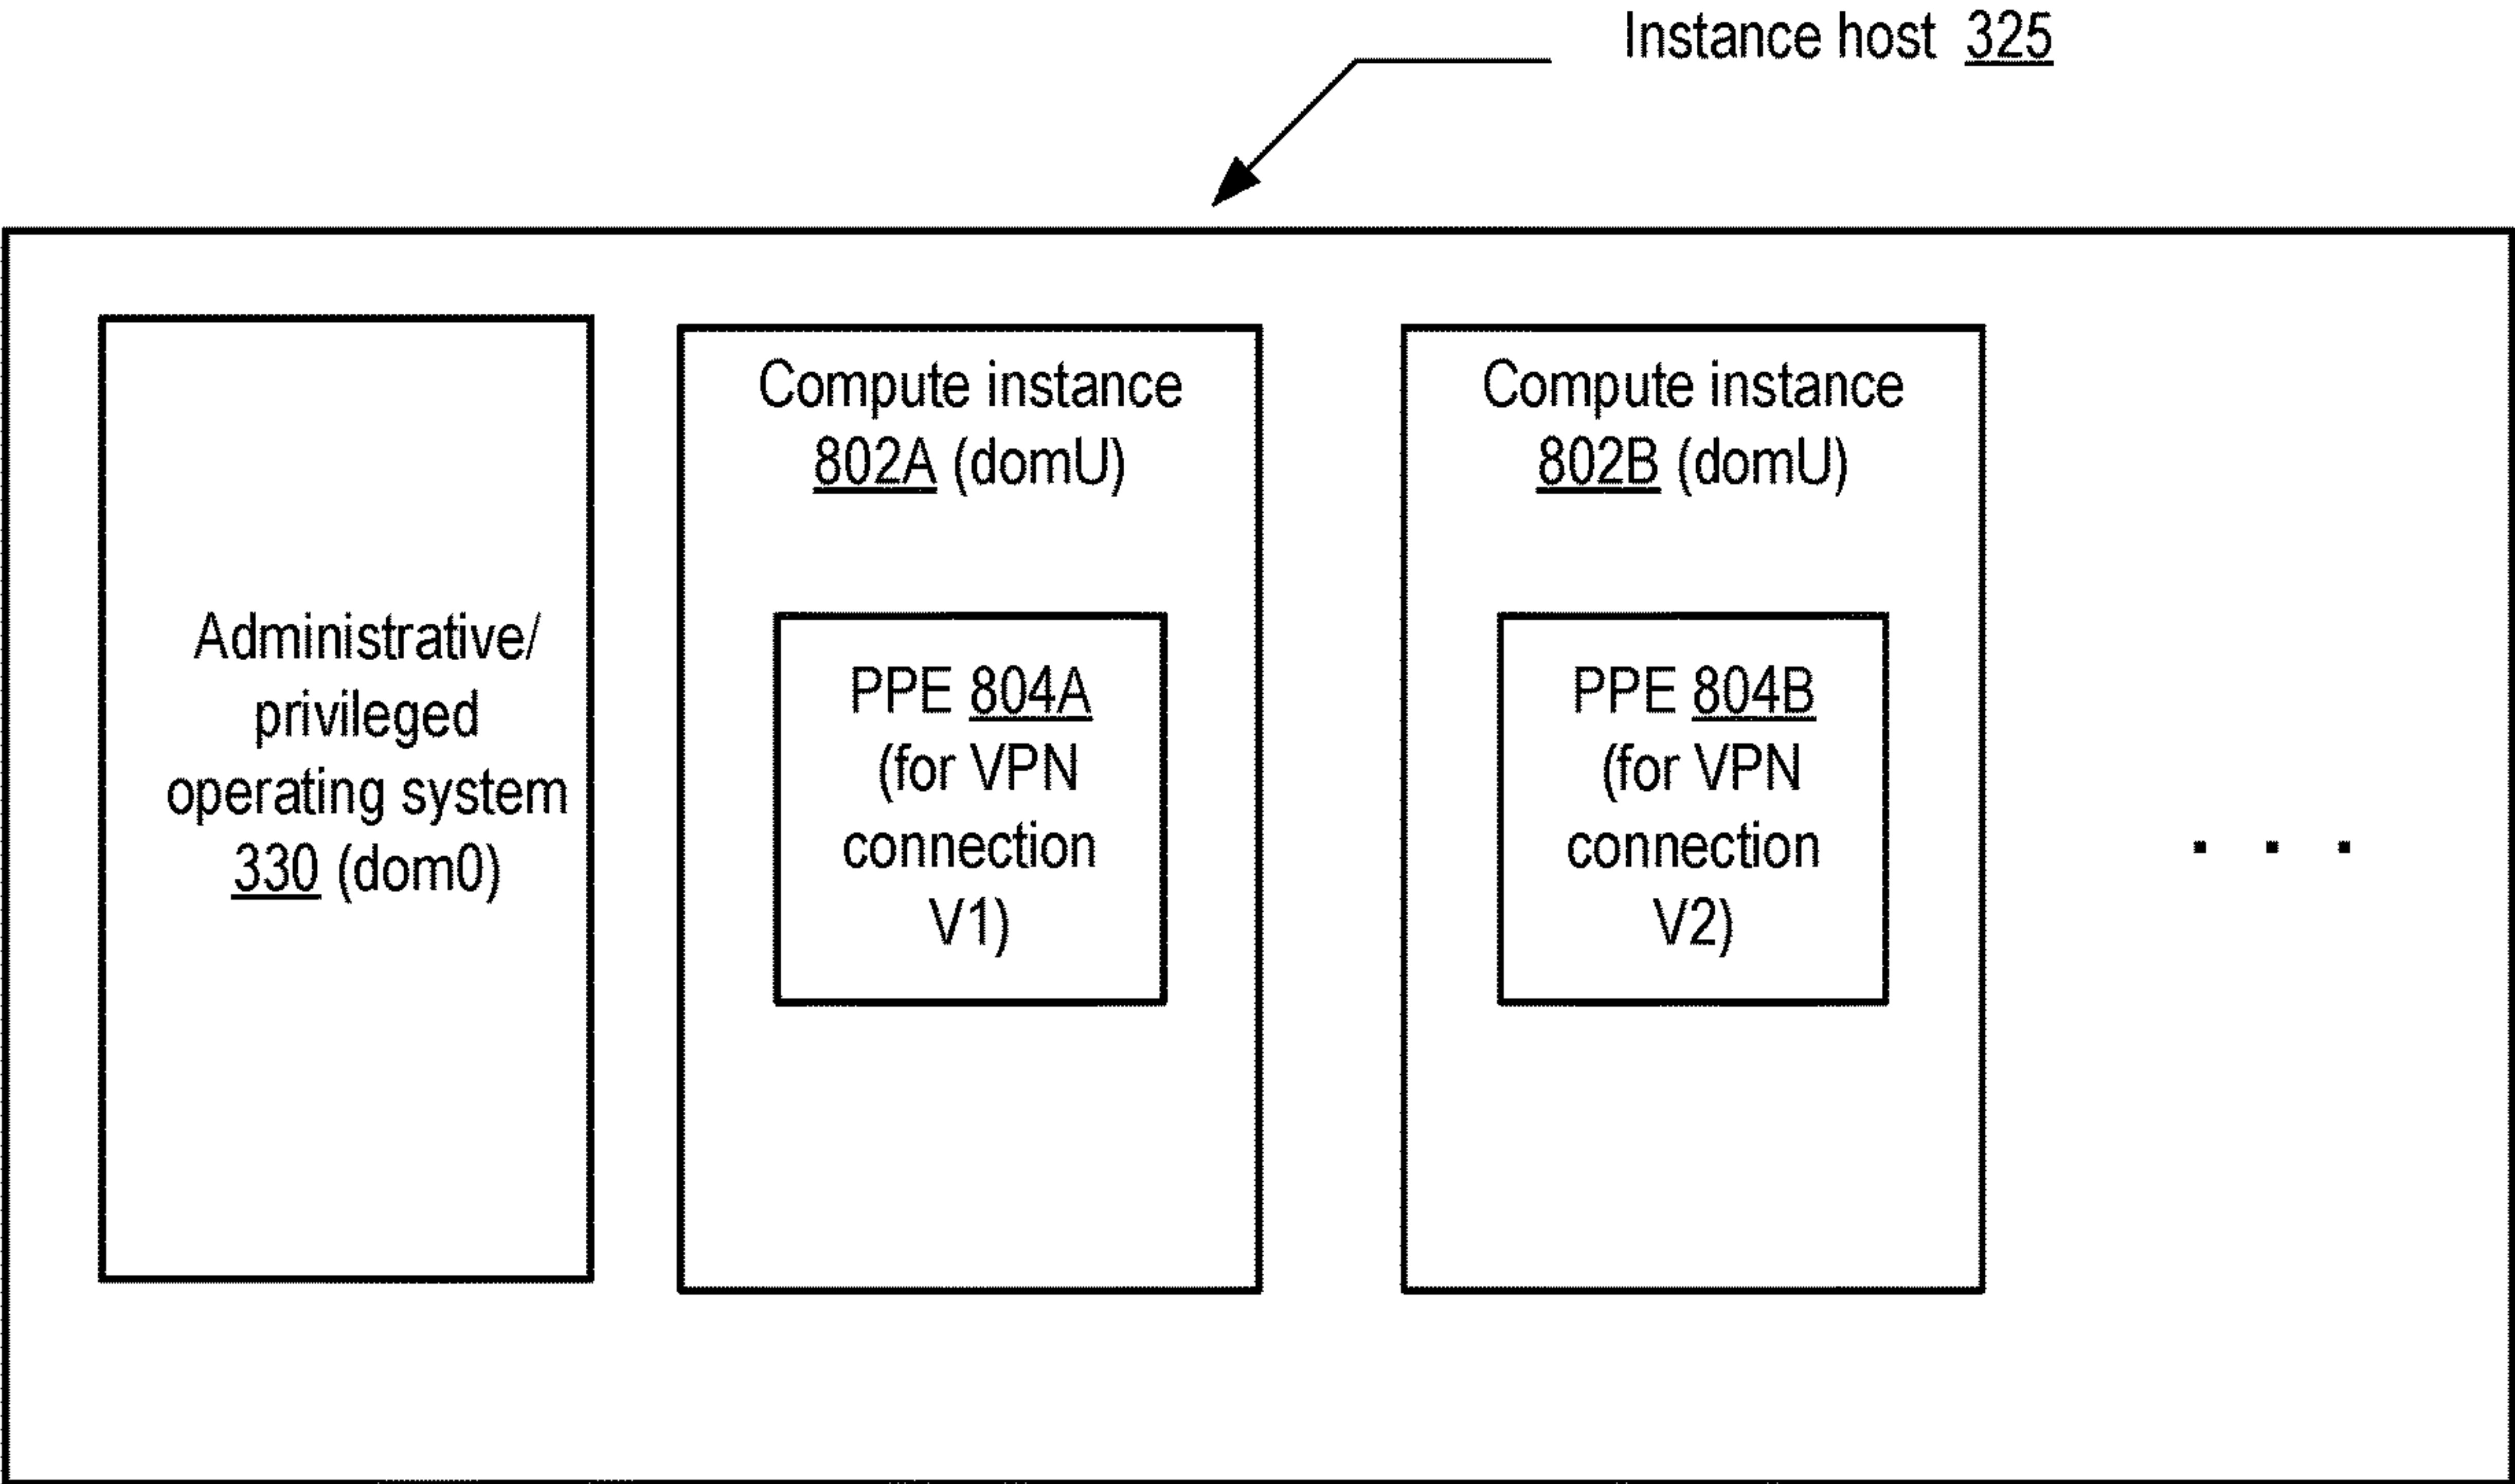 Instance host 325
Administrative/
privileged
operating system
330 (dom0)
Compute instance
802A (domU)
PPE 804A
(for VPN
connection
V1)
Compute instance
802B (domU)
PPE 804B
(for VPN
connection
V2)
. . .